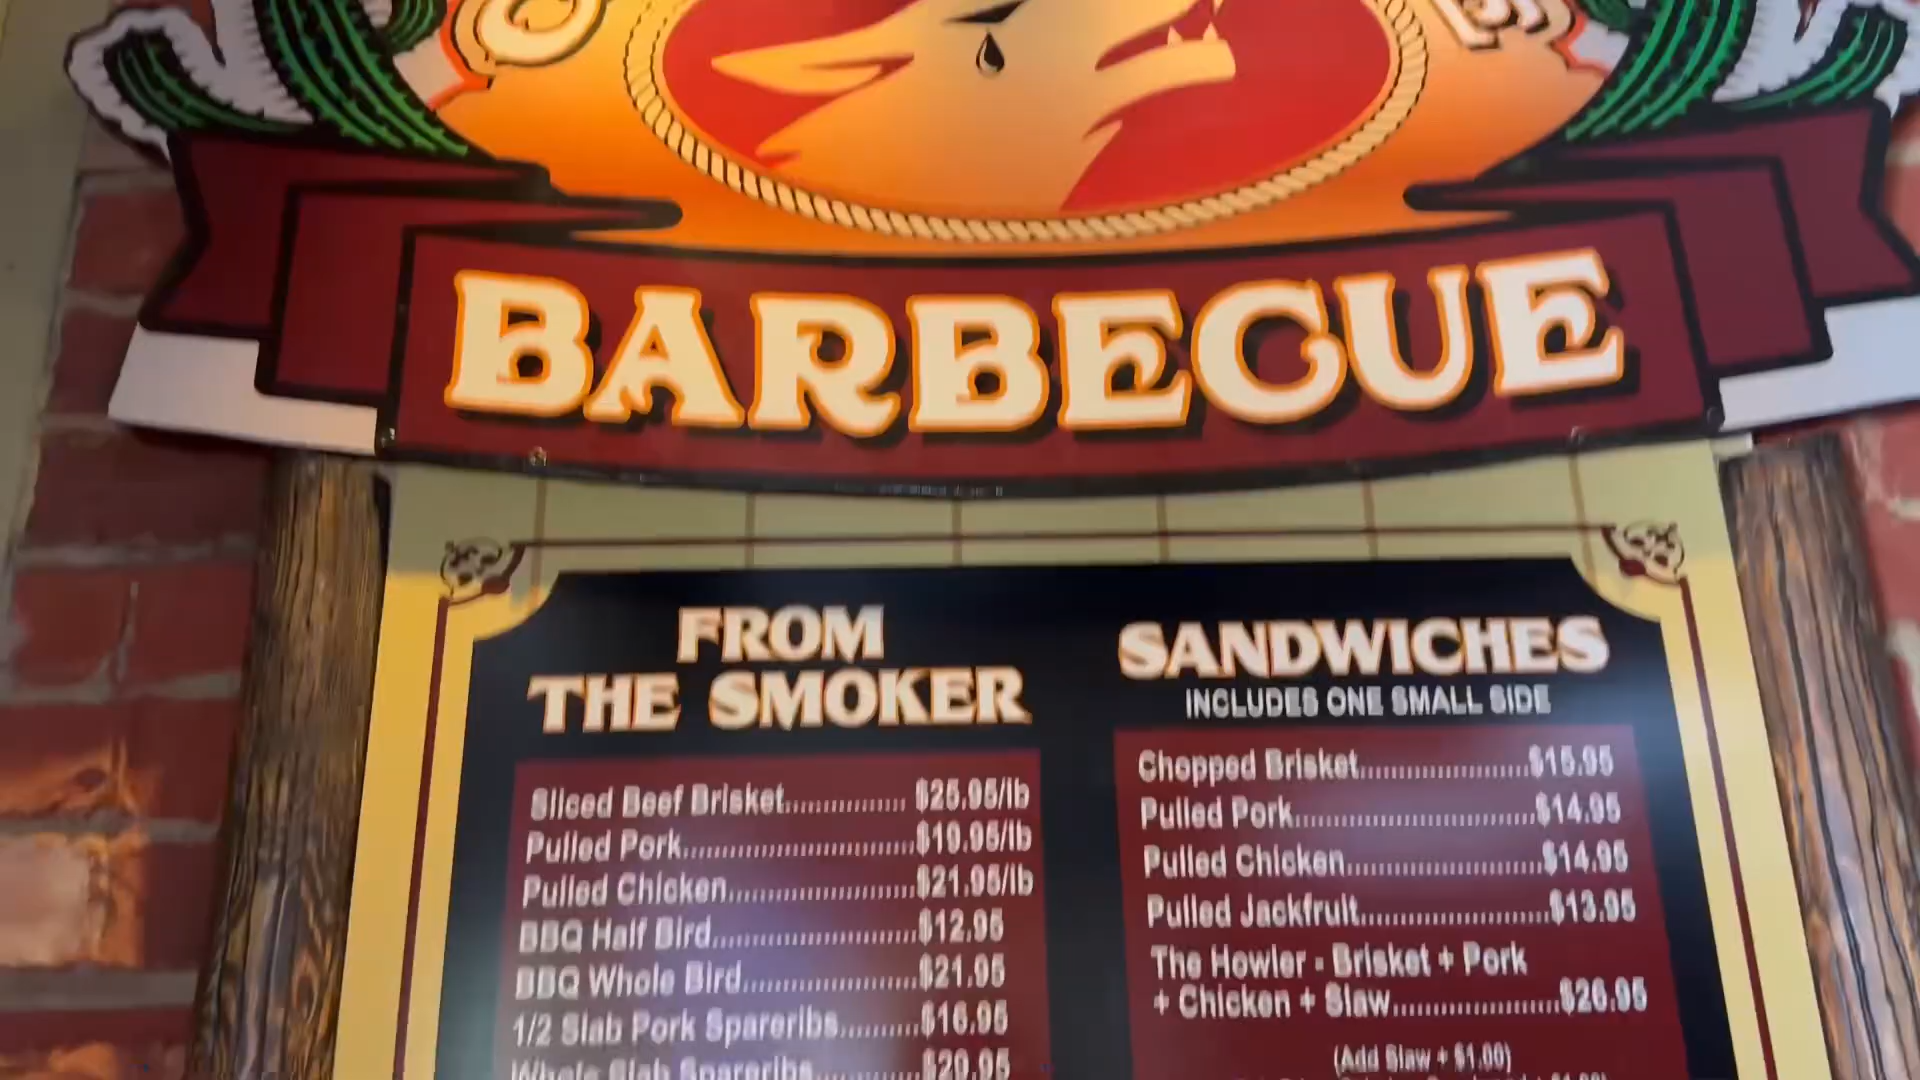 BARBECUE
FROM
THE SMOKER
Sliced Beef Brisket............... $25.95/lb
Pulled Pork.............................$19.95/lb
Pulled Chicken.......................$21.95/lb
BBQ Half Bird.........................$12.95
BBQ Whole Bird.....................$21.95
1/2 Slab Pork Spareribs..........$16.95
Whole Slab Spareribs.............$29.95
SANDWICHES
INCLUDES ONE SMALL SIDE
Chopped Brisket......................$15.95
Pulled Pork...............................$14.95
Pulled Chicken.........................$14.95
Pulled Jackfruit.........................$13.95
The Howler - Brisket + Pork
+ Chicken + Slaw.....................$26.95
(Add Slaw + $1.00)